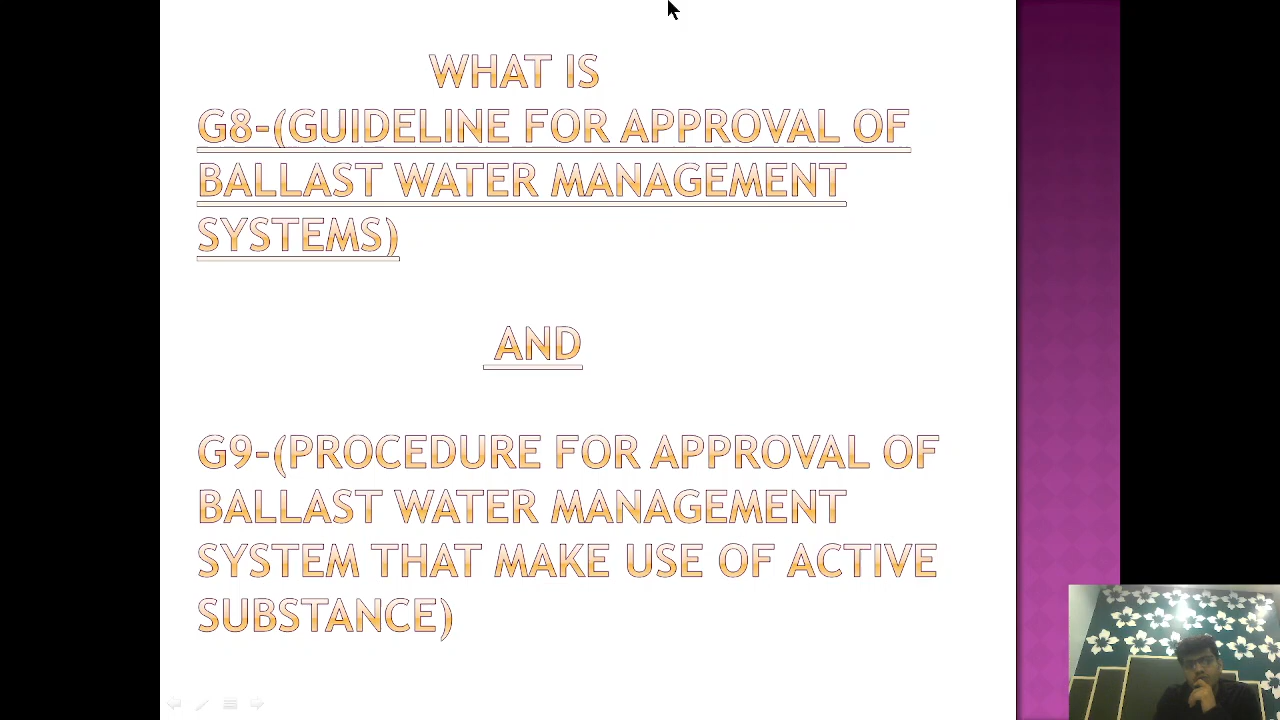 WHAT IS
G8-(GUIDELINE FOR APPROVAL OF
BALLAST WATER MANAGEMENT
SYSTEMS)
AND
G9-(PROCEDURE FOR APPROVAL OF
BALLAST WATER MANAGEMENT
SYSTEM THAT MAKE USE OF ACTIVE
SUBSTANCE)